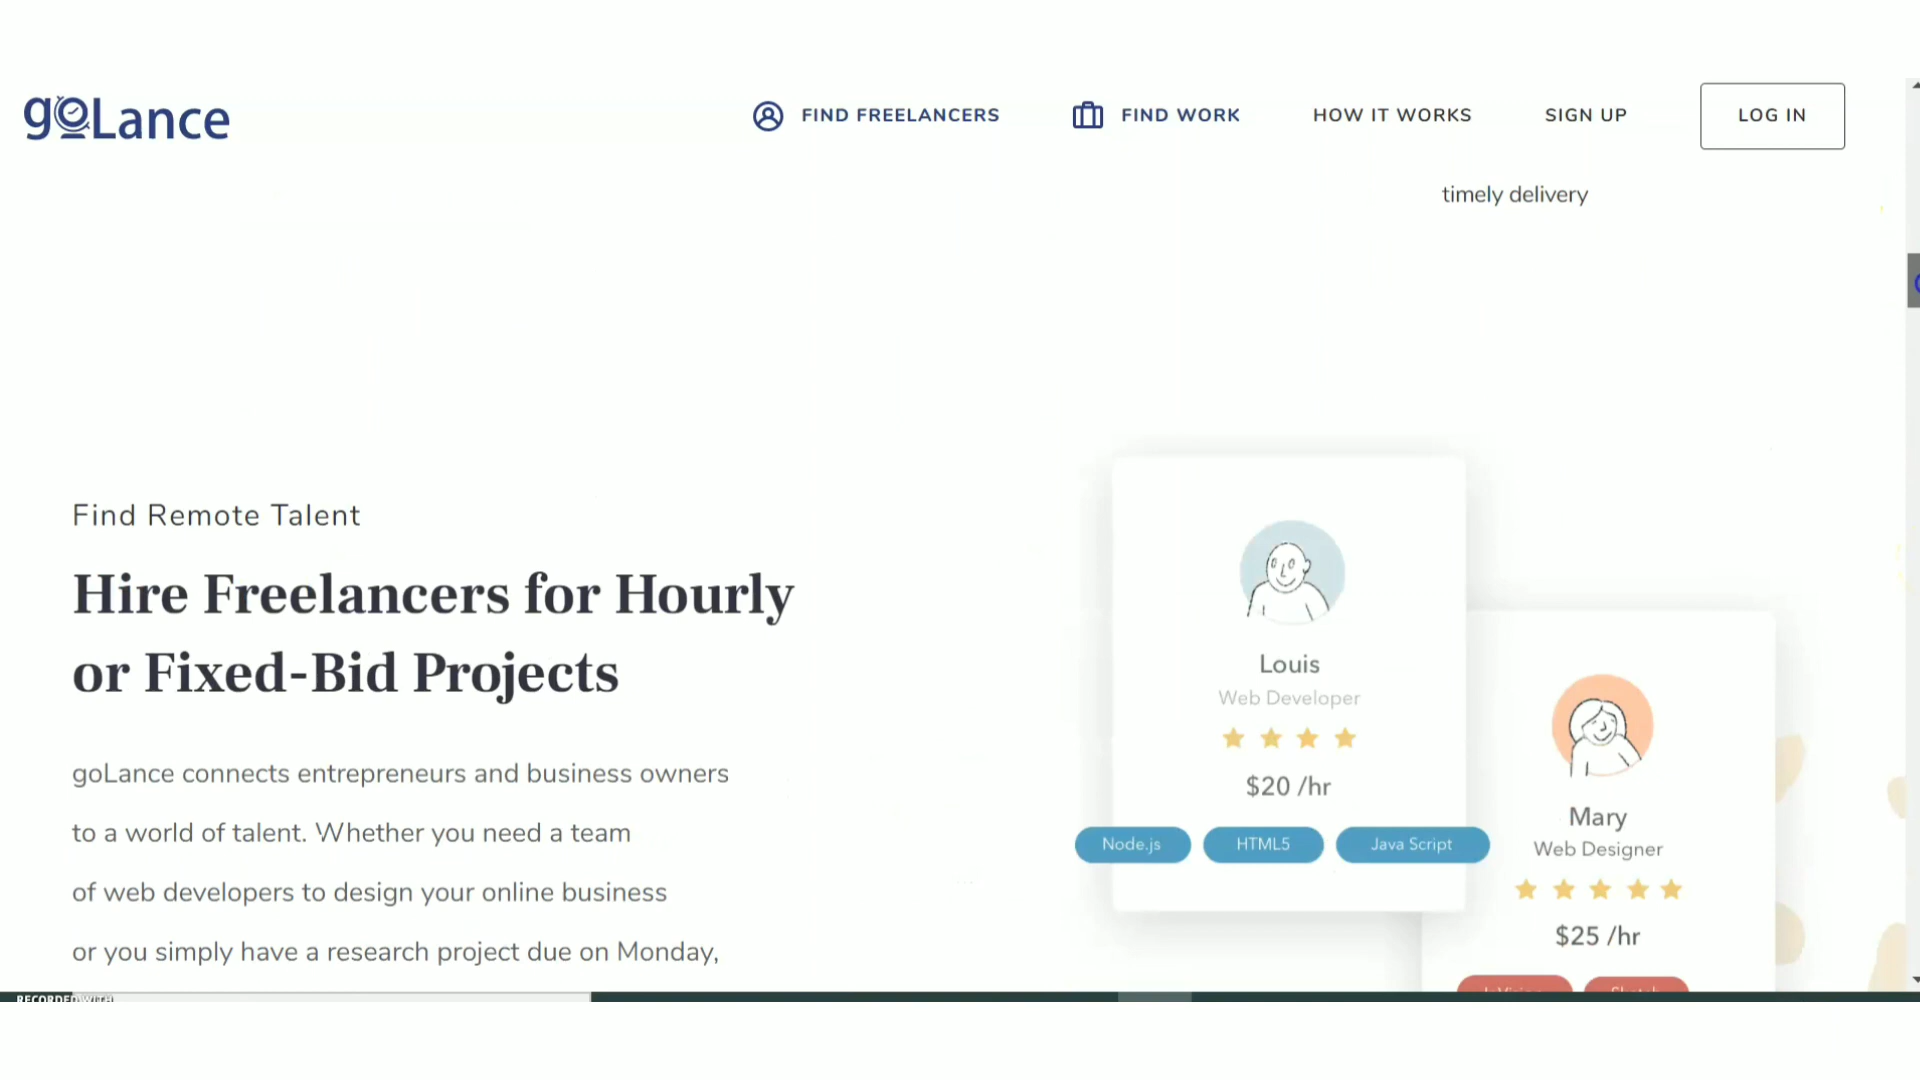 goLance
FIND FREELANCERS
FIND WORK
HOW IT WORKS
SIGN UP
LOG IN
timely delivery
Find Remote Talent
Hire Freelancers for Hourly
or Fixed-Bid Projects
goLance connects entrepreneurs and business owners
to a world of talent. Whether you need a team
of web developers to design your online business
or you simply have a research project due on Monday,
Louis
Web Developer
$20 /hr
Node.js
HTML5
Java Script
Mary
Web Designer
$25 /hr
RECORDED WITH